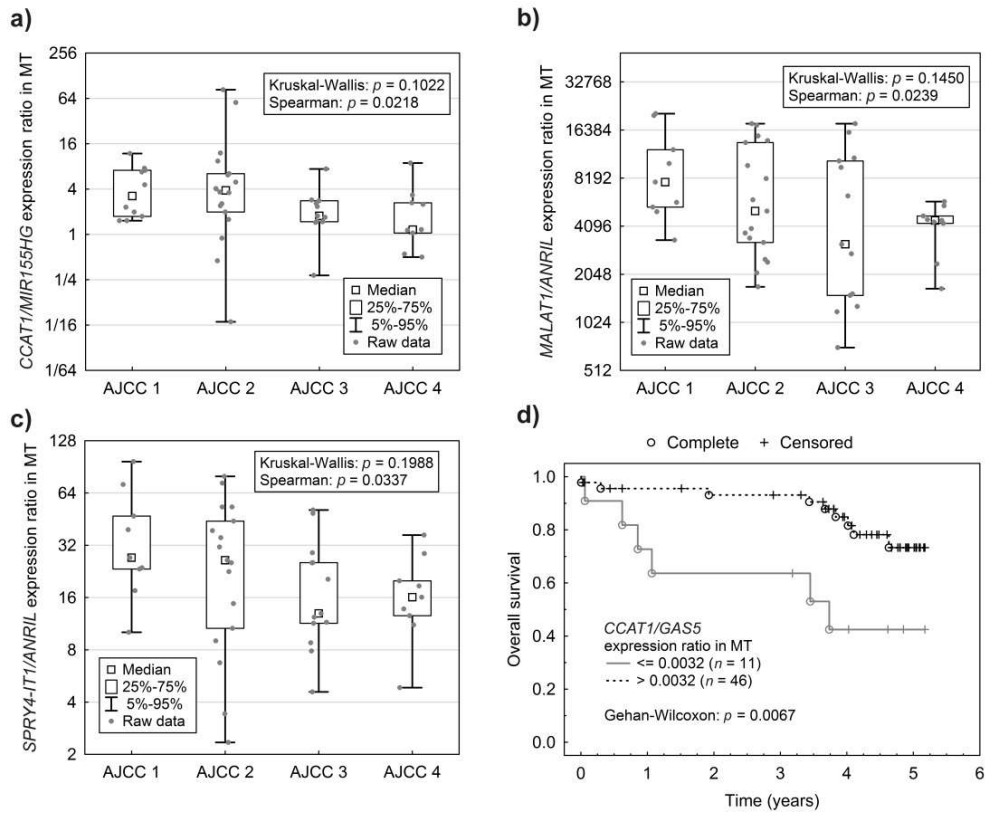 a)
CCAT1/MIR155HG expression ratio in MT
256
64
16
4
1
1/4
1/16
1/64
Kruskal-Wallis: p = 0.1022
Spearman: p = 0.0218
Median
25%-75%
5%-95%
Raw data
AJCC 1
AJCC 2
AJCC 3
AJCC 4
b)
MALAT1/ANRIL expression ratio in MT
32768
16384
8192
4096
2048
1024
512
Kruskal-Wallis: p = 0.1450
Spearman: p = 0.0239
Median
25%-75%
5%-95%
Raw data
AJCC 1
AJCC 2
AJCC 3
AJCC 4
c)
SPRY4-IT1/ANRIL expression ratio in MT
128
64
32
16
8
4
2
Kruskal-Wallis: p = 0.1988
Spearman: p = 0.0337
Median
25%-75%
5%-95%
Raw data
AJCC 1
AJCC 2
AJCC 3
AJCC 4
d)
Complete
Censored
Overall survival
1.0
0.8
0.6
0.4
0.2
0.0
CCAT1/GAS5
expression ratio in MT
<= 0.0032 (n = 11)
> 0.0032 (n = 46)
Gehan-Wilcoxon: p = 0.0067
0
1
2
3
4
5
6
Time (years)